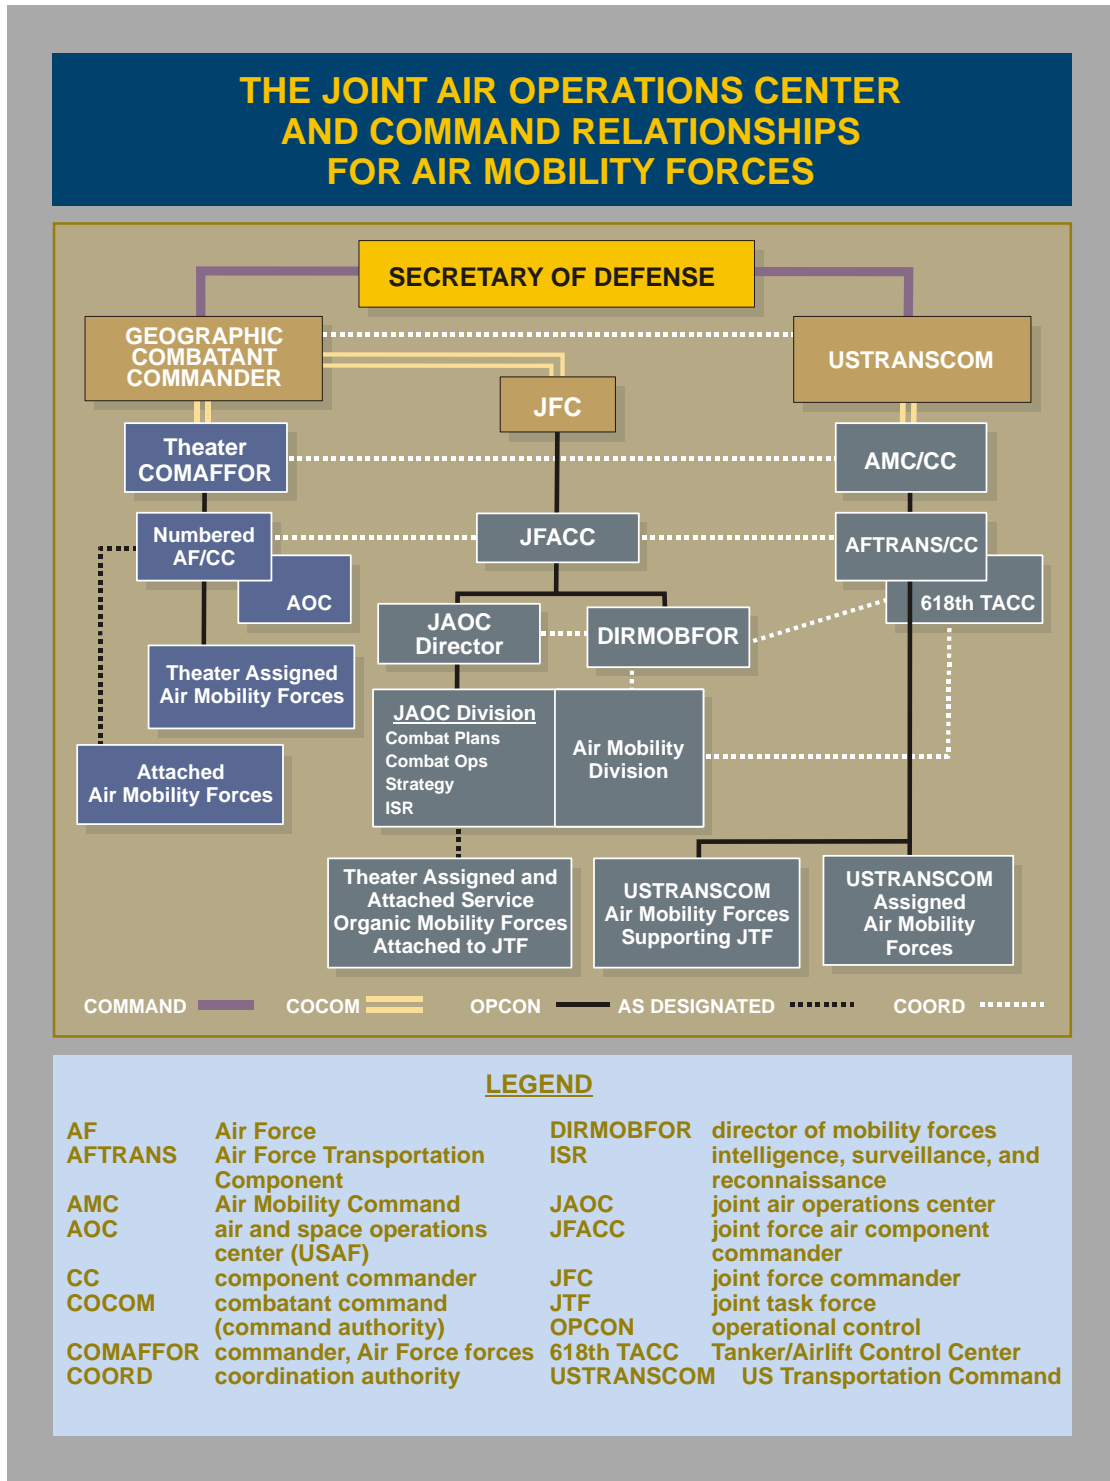 THE JOINT AIR OPERATIONS CENTER
AND COMMAND RELATIONSHIPS
FOR AIR MOBILITY FORCES
SECRETARY OF DEFENSE
GEOGRAPHIC
COMBATANT
COMMANDER
USTRANSCOM
JFC
Theater
COMAFFOR
AMC/CC
Numbered
AF/CC
JFACC
AFTRANS/CC
AOC
618th TACC
JAOC
Director
DIRMOBFOR
Theater Assigned
Air Mobility Forces
JAOC Division
Combat Plans
Combat Ops
Strategy
ISR
Air Mobility
Division
Attached
Air Mobility Forces
Theater Assigned and
Attached Service
Organic Mobility Forces
Attached to JTF
USTRANSCOM
Air Mobility Forces
Supporting JTF
USTRANSCOM
Assigned
Air Mobility
Forces
COMMAND COCOM OPCON AS DESIGNATED COORD
LEGEND
AF Air Force
AFTRANS Air Force Transportation
Component
AMC Air Mobility Command
AOC air and space operations
center (USAF)
CC component commander
COCOM combatant command
(command authority)
COMAFFOR commander, Air Force forces
COORD coordination authority
DIRMOBFOR director of mobility forces
ISR intelligence, surveillance, and
reconnaissance
JAOC joint air operations center
JFACC joint force air component
commander
JFC joint force commander
JTF joint task force
OPCON operational control
618th TACC Tanker/Airlift Control Center
USTRANSCOM US Transportation Command